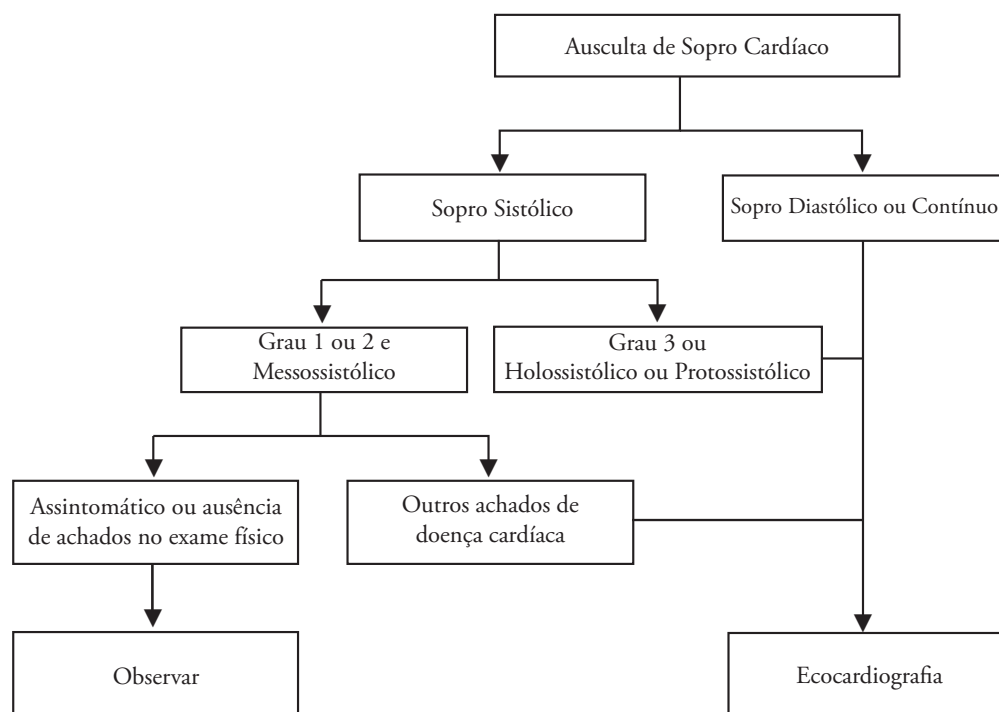 Ausculta de Sopro Cardíaco
Sopro Sistólico
Sopro Diastólico ou Contínuo
Grau 1 ou 2 e
Messossistólico
Grau 3 ou
Holossistólico ou Protossistólico
Assintomático ou ausência
de achados no exame físico
Outros achados de
doença cardíaca
Observar
Ecocardiografia